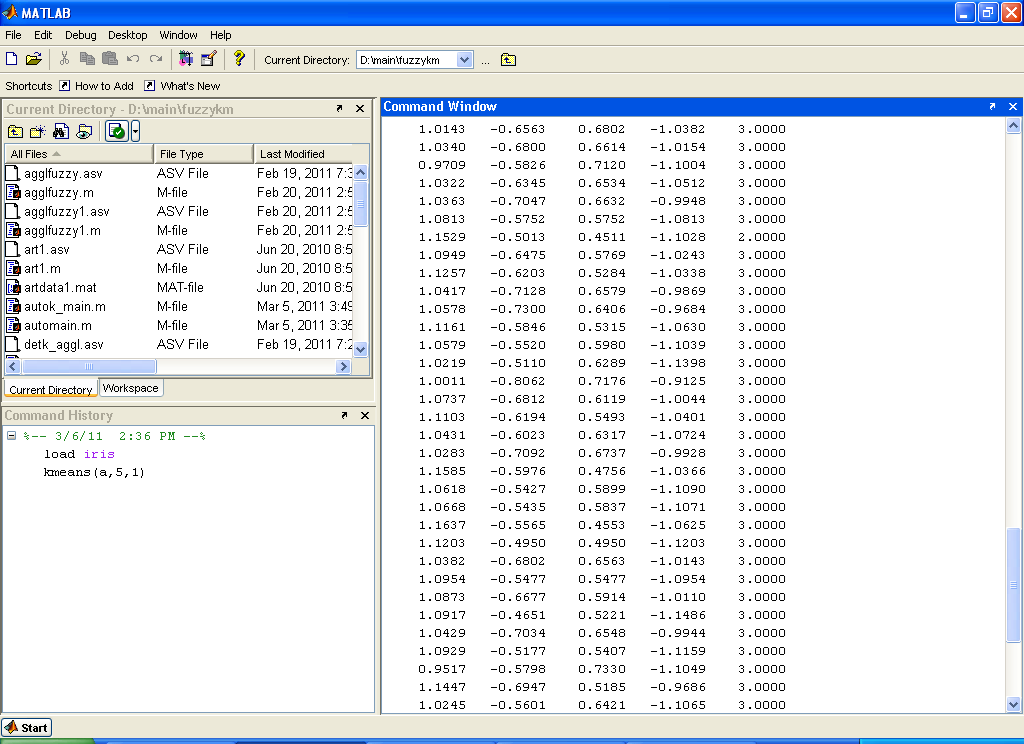 MATLAB
File Edit Debug Desktop Window Help
Current Directory: D:\main\fuzzykm ...
Shortcuts How to Add What's New
Current Directory - D:\main\fuzzykm
All Files File Type Last Modified
agglfuzzy.asv ASV File Feb 19, 2011 7:3
agglfuzzy.m M-file Feb 20, 2011 2:5
agglfuzzy1.asv ASV File Feb 20, 2011 2:5
agglfuzzy1.m M-file Feb 20, 2011 2:5
art1.asv ASV File Jun 20, 2010 8:5
art1.m M-file Jun 20, 2010 8:5
artdata1.mat MAT-file Jun 20, 2010 8:5
autok_main.m M-file Mar 5, 2011 3:49
automain.m M-file Mar 5, 2011 3:35
detk_aggl.asv ASV File Feb 19, 2011 7:2
Current Directory Workspace
Command History
%-- 3/6/11 2:36 PM --%
load iris
kmeans(a,5,1)
Command Window
1.0143 -0.6563 0.6802 -1.0382 3.0000
1.0340 -0.6800 0.6614 -1.0154 3.0000
0.9709 -0.5826 0.7120 -1.1004 3.0000
1.0322 -0.6345 0.6534 -1.0512 3.0000
1.0363 -0.7047 0.6632 -0.9948 3.0000
1.0813 -0.5752 0.5752 -1.0813 3.0000
1.1529 -0.5013 0.4511 -1.1028 2.0000
1.0949 -0.6475 0.5769 -1.0243 3.0000
1.1257 -0.6203 0.5284 -1.0338 3.0000
1.0417 -0.7128 0.6579 -0.9869 3.0000
1.0578 -0.7300 0.6406 -0.9684 3.0000
1.1161 -0.5846 0.5315 -1.0630 3.0000
1.0579 -0.5520 0.5980 -1.1039 3.0000
1.0219 -0.5110 0.6289 -1.1398 3.0000
1.0011 -0.8062 0.7176 -0.9125 3.0000
1.0737 -0.6812 0.6119 -1.0044 3.0000
1.1103 -0.6194 0.5493 -1.0401 3.0000
1.0431 -0.6023 0.6317 -1.0724 3.0000
1.0283 -0.7092 0.6737 -0.9928 3.0000
1.1585 -0.5976 0.4756 -1.0366 3.0000
1.0618 -0.5427 0.5899 -1.1090 3.0000
1.0668 -0.5435 0.5837 -1.1071 3.0000
1.1637 -0.5565 0.4553 -1.0625 3.0000
1.1203 -0.4950 0.4950 -1.1203 3.0000
1.0382 -0.6802 0.6563 -1.0143 3.0000
1.0954 -0.5477 0.5477 -1.0954 3.0000
1.0873 -0.6677 0.5914 -1.0110 3.0000
1.0917 -0.4651 0.5221 -1.1486 3.0000
1.0429 -0.7034 0.6548 -0.9944 3.0000
1.0929 -0.5177 0.5407 -1.1159 3.0000
0.9517 -0.5798 0.7330 -1.1049 3.0000
1.1447 -0.6947 0.5185 -0.9686 3.0000
1.0245 -0.5601 0.6421 -1.1065 3.0000
Start